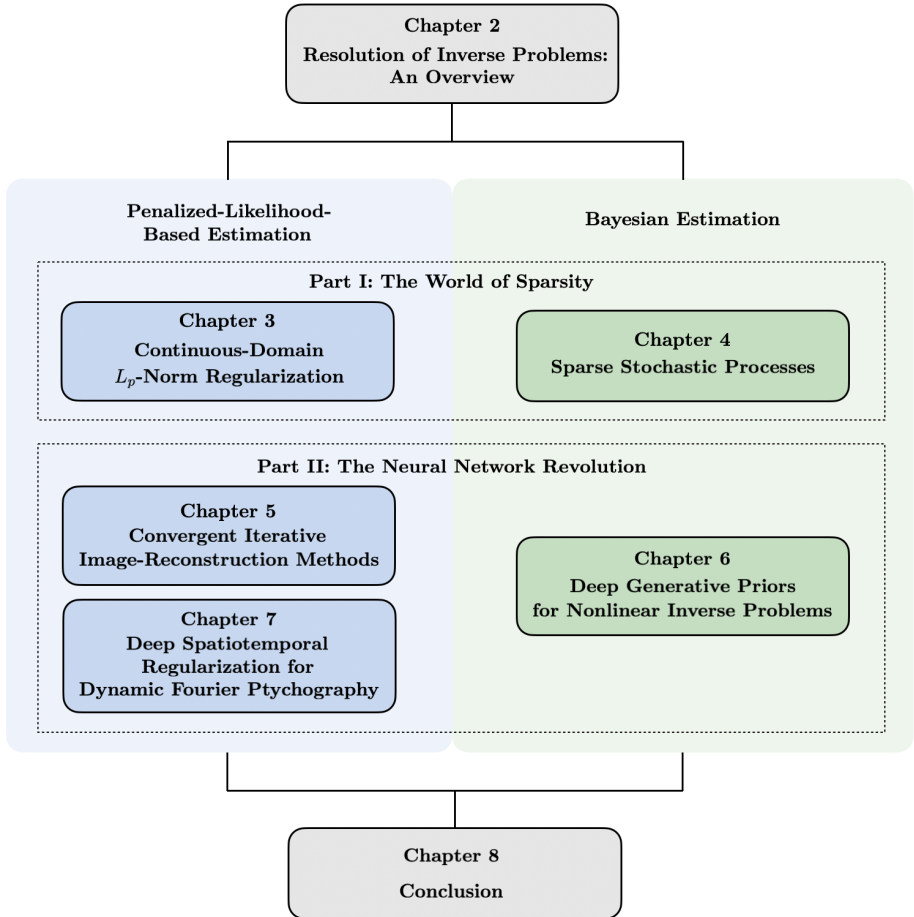 Chapter 2
Resolution of Inverse Problems:
An Overview
Penalized-Likelihood-
Based Estimation
Bayesian Estimation
Part I: The World of Sparsity
Chapter 3
Continuous-Domain
Lₚ-Norm Regularization
Chapter 4
Sparse Stochastic Processes
Part II: The Neural Network Revolution
Chapter 5
Convergent Iterative
Image-Reconstruction Methods
Chapter 6
Deep Generative Priors
for Nonlinear Inverse Problems
Chapter 7
Deep Spatiotemporal
Regularization for
Dynamic Fourier Ptychography
Chapter 8
Conclusion